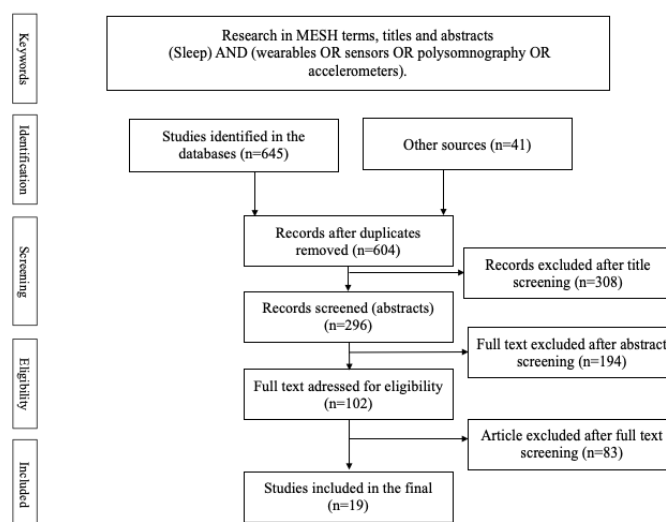 Keywords
Research in MESH terms, titles and abstracts
(Sleep) AND (wearables OR sensors OR polysomnography OR
accelerometers).
Identification
Studies identified in the
databases (n=645)
Other sources (n=41)
Screening
Records after duplicates
removed (n=604)
Records excluded after title
screening (n=308)
Records screened (abstracts)
(n=296)
Eligibility
Full text excluded after abstract
screening (n=194)
Full text adressed for eligibility
(n=102)
Included
Article excluded after full text
screening (n=83)
Studies included in the final
(n=19)